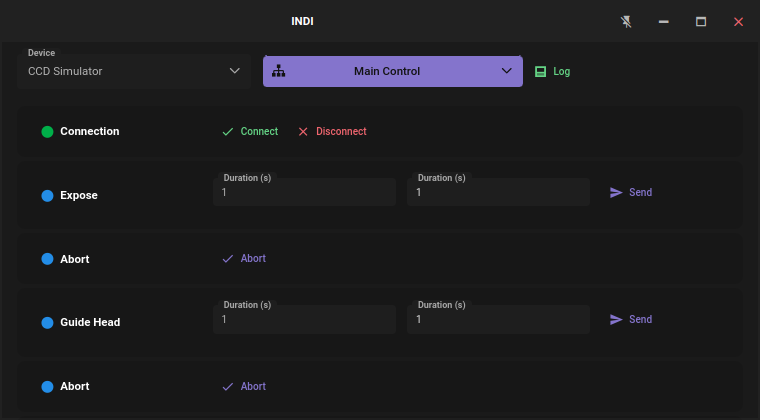 INDI
Device
CCD Simulator
Main Control
Log
Connection
Connect
Disconnect
Expose
Duration (s)
1
Duration (s)
1
Send
Abort
Abort
Guide Head
Duration (s)
1
Duration (s)
1
Send
Abort
Abort